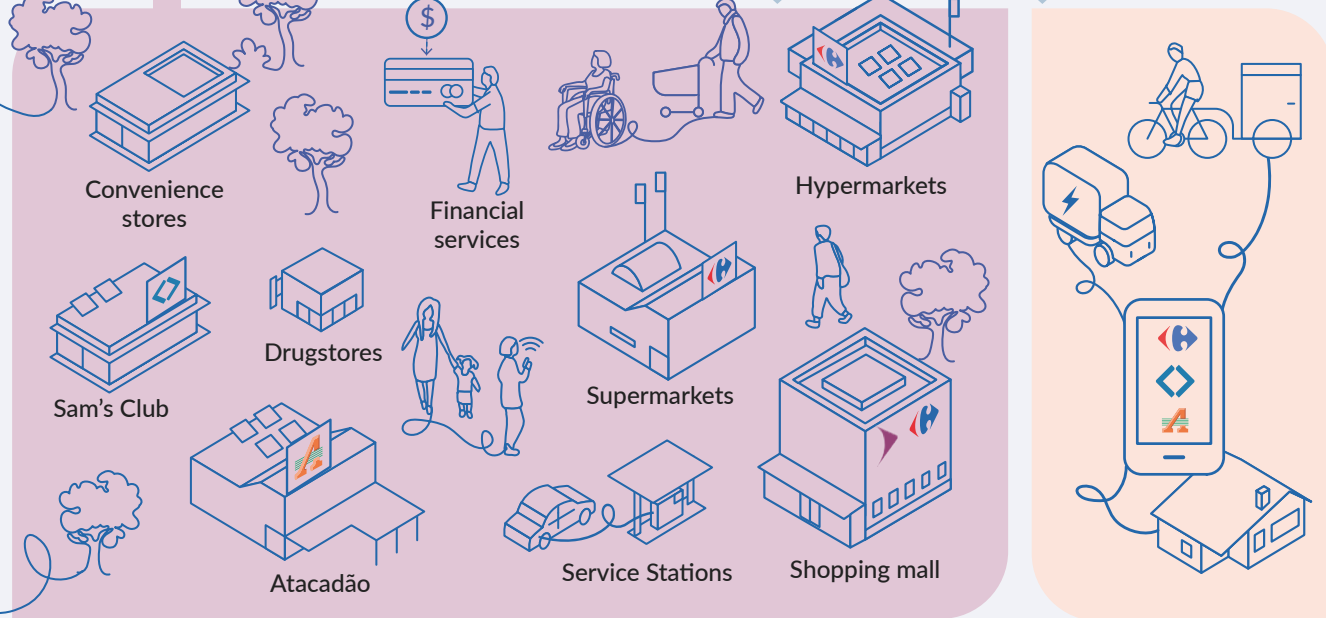 $
Convenience
stores
Financial
services
Hypermarkets
Sam's Club
Drugstores
Supermarkets
Atacadão
Service Stations
Shopping mall
A
A